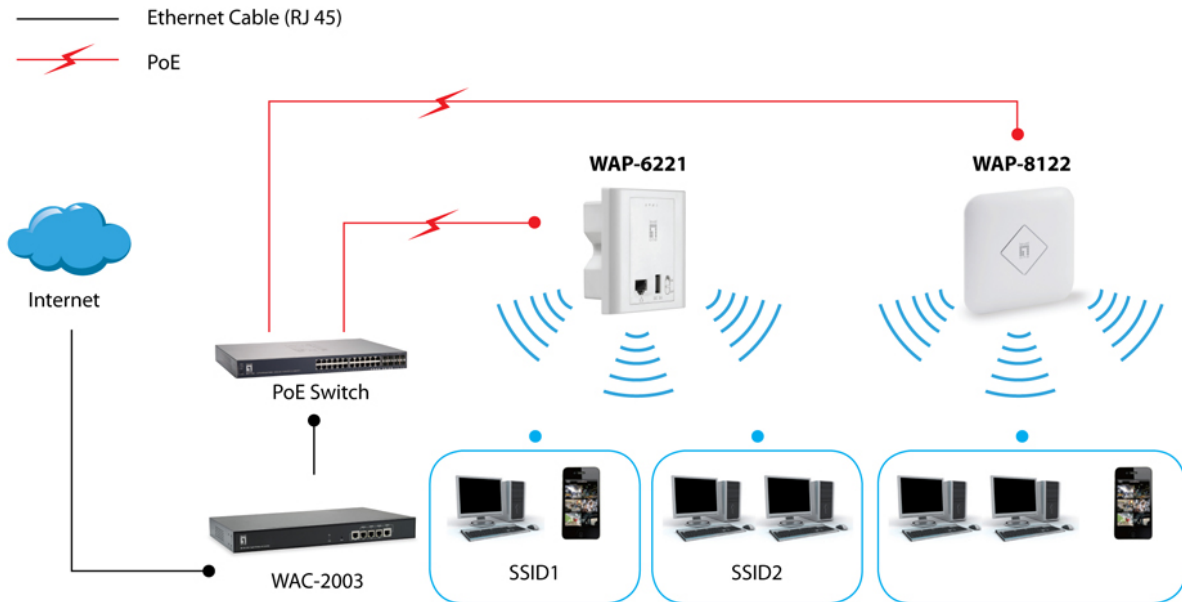 Ethernet Cable (RJ 45)
PoE
WAP-6221
WAP-8122
Internet
PoE Switch
WAC-2003
SSID1
SSID2